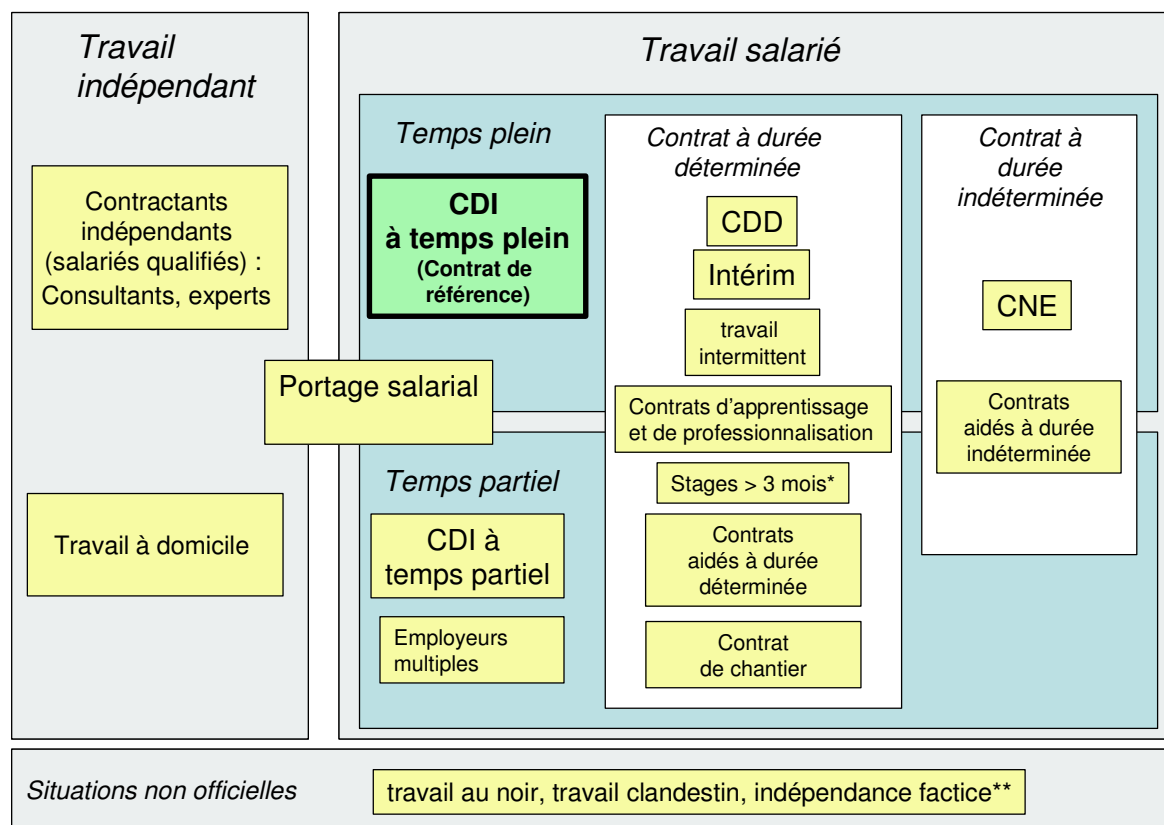 Travail
indépendant
Contractants
indépendants
(salariés qualifiés) :
Consultants, experts
Portage salarial
Travail à domicile
Travail salarié
Temps plein
CDI
à temps plein
(Contrat de
référence)
Temps partiel
CDI à
temps partiel
Employeurs
multiples
Contrat à durée
déterminée
CDD
Intérim
travail
intermittent
Contrats d'apprentissage
et de professionnalisation
Stages > 3 mois*
Contrats
aidés à durée
déterminée
Contrat
de chantier
Contrat à
durée
indéterminée
CNE
Contrats
aidés à durée
indéterminée
Situations non officielles
travail au noir, travail clandestin, indépendance factice**